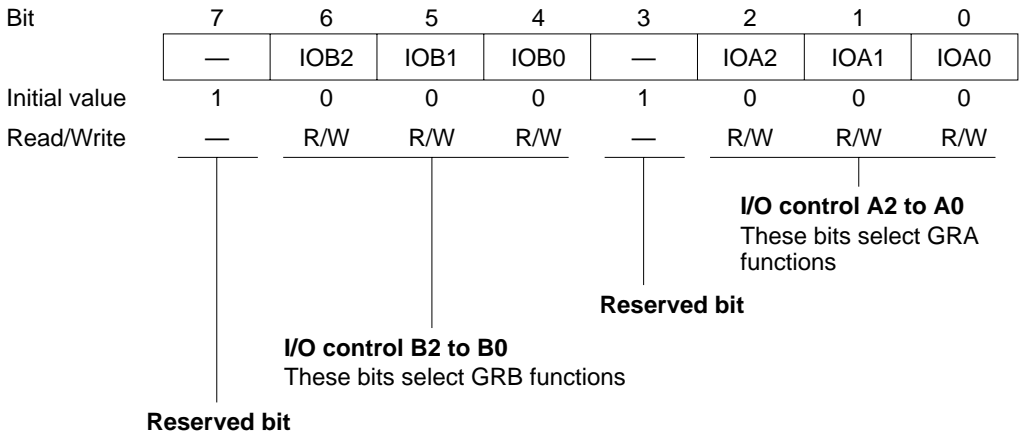 Bit 7 6 5 4 3 2 1 0
— IOB2 IOB1 IOB0 — IOA2 IOA1 IOA0
Initial value 1 0 0 0 1 0 0 0
Read/Write — R/W R/W R/W — R/W R/W R/W
I/O control A2 to A0
These bits select GRA
functions
Reserved bit
I/O control B2 to B0
These bits select GRB functions
Reserved bit